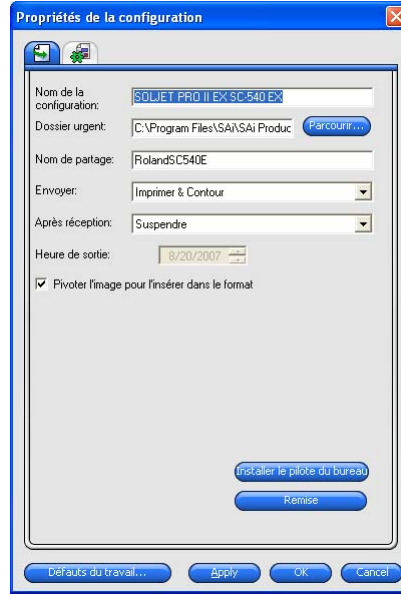 Propriétés de la configuration
Nom de la
configuration:
SOLJET PRO II EX SC-540 EX
Dossier urgent:
C:\Program Files\SAi\SAi Produc
Parcourir...
Nom de partage:
RolandSC540E
Envoyer:
Imprimer & Contour
Après réception:
Suspendre
Heure de sortie:
8/20/2007
Pivoter l'image pour l'insérer dans le format
Installer le pilote du bureau
Remise
Défauts du travail...
Apply
OK
Cancel